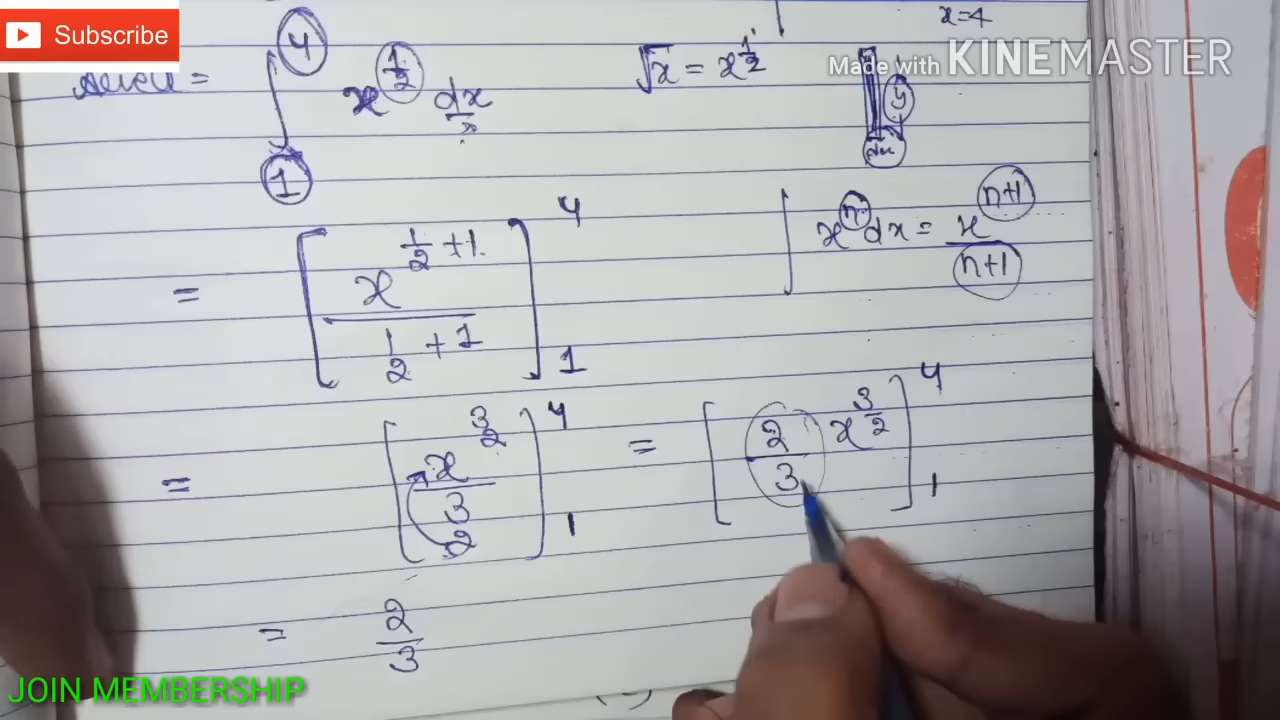 Subscribe
x=4
Made with KINEMASTER
Area = ∫₁⁴ x^(1/2) dx
√x = x^(1/2)
y
dx
= [x^(1/2 +1) / (1/2 +1)]₁⁴
∫ x^n dx = x^(n+1) / (n+1)
= [x^(3/2) / (3/2)]₁⁴ = [2/3 x^(3/2)]₁⁴
= 2/3
JOIN MEMBERSHIP